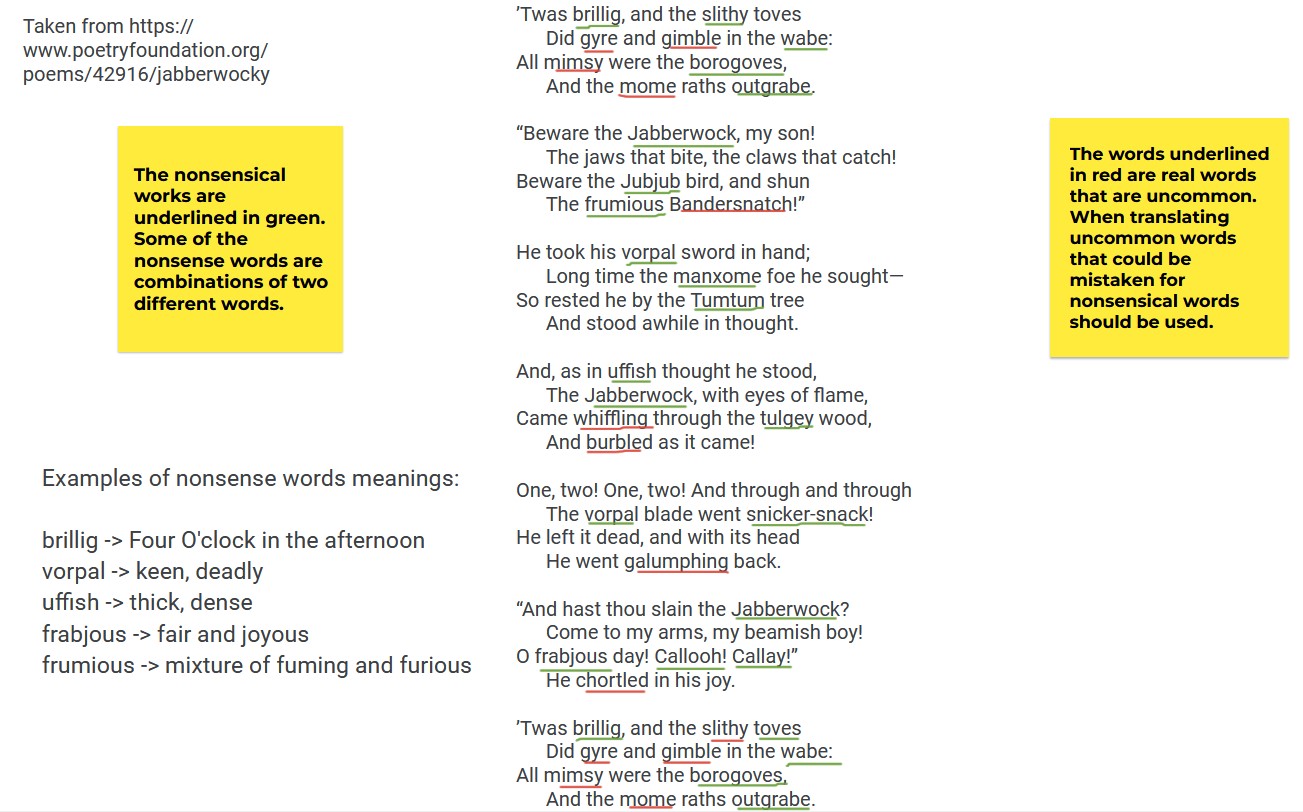 Taken from https://
www.poetryfoundation.org/
poems/42916/jabberwocky
The nonsensical
works are
underlined in green.
Some of the
nonsense words are
combinations of two
different words.
Examples of nonsense words meanings:
brillig -> Four O'clock in the afternoon
vorpal -> keen, deadly
uffish -> thick, dense
frabjous -> fair and joyous
frumious -> mixture of fuming and furious
’Twas brillig, and the slithy toves
Did gyre and gimble in the wabe:
All mimsy were the borogoves,
And the mome raths outgrabe.
“Beware the Jabberwock, my son!
The jaws that bite, the claws that catch!
Beware the Jubjub bird, and shun
The frumious Bandersnatch!”
He took his vorpal sword in hand;
Long time the manxome foe he sought—
So rested he by the Tumtum tree
And stood awhile in thought.
And, as in uffish thought he stood,
The Jabberwock, with eyes of flame,
Came whiffling through the tulgey wood,
And burbled as it came!
One, two! One, two! And through and through
The vorpal blade went snicker-snack!
He left it dead, and with its head
He went galumphing back.
“And hast thou slain the Jabberwock?
Come to my arms, my beamish boy!
O frabjous day! Callooh! Callay!”
He chortled in his joy.
’Twas brillig, and the slithy toves
Did gyre and gimble in the wabe:
All mimsy were the borogoves,
And the mome raths outgrabe.
The words underlined
in red are real words
that are uncommon.
When translating
uncommon words
that could be
mistaken for
nonsensical words
should be used.